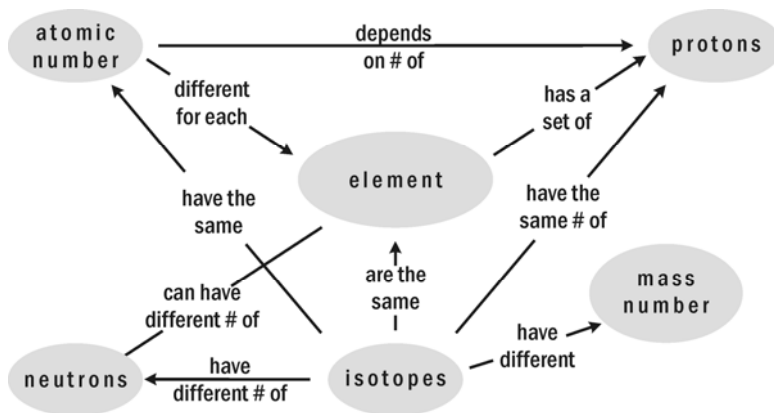 atomic
number
depends
on # of
protons
different
for each
has a
set of
element
have the
same
have the
same # of
are the
same
mass
number
can have
different # of
have
different
neutrons
have
different # of
isotopes